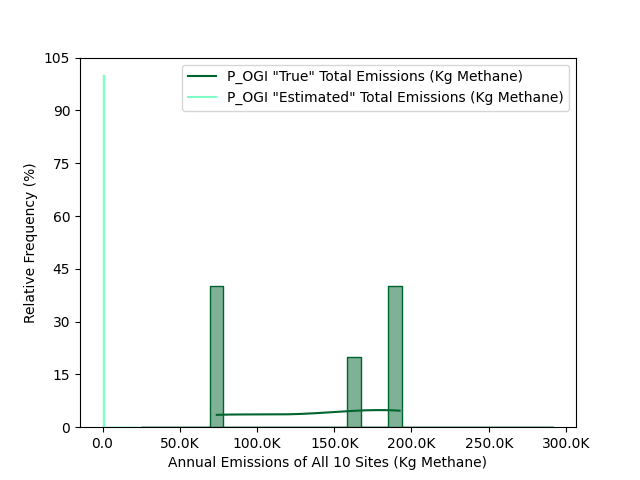 105
90
75
60
45
30
15
0
Relative Frequency (%)
P_OGI "True" Total Emissions (Kg Methane)
P_OGI "Estimated" Total Emissions (Kg Methane)
0.0 50.0K 100.0K 150.0K 200.0K 250.0K 300.0K
Annual Emissions of All 10 Sites (Kg Methane)